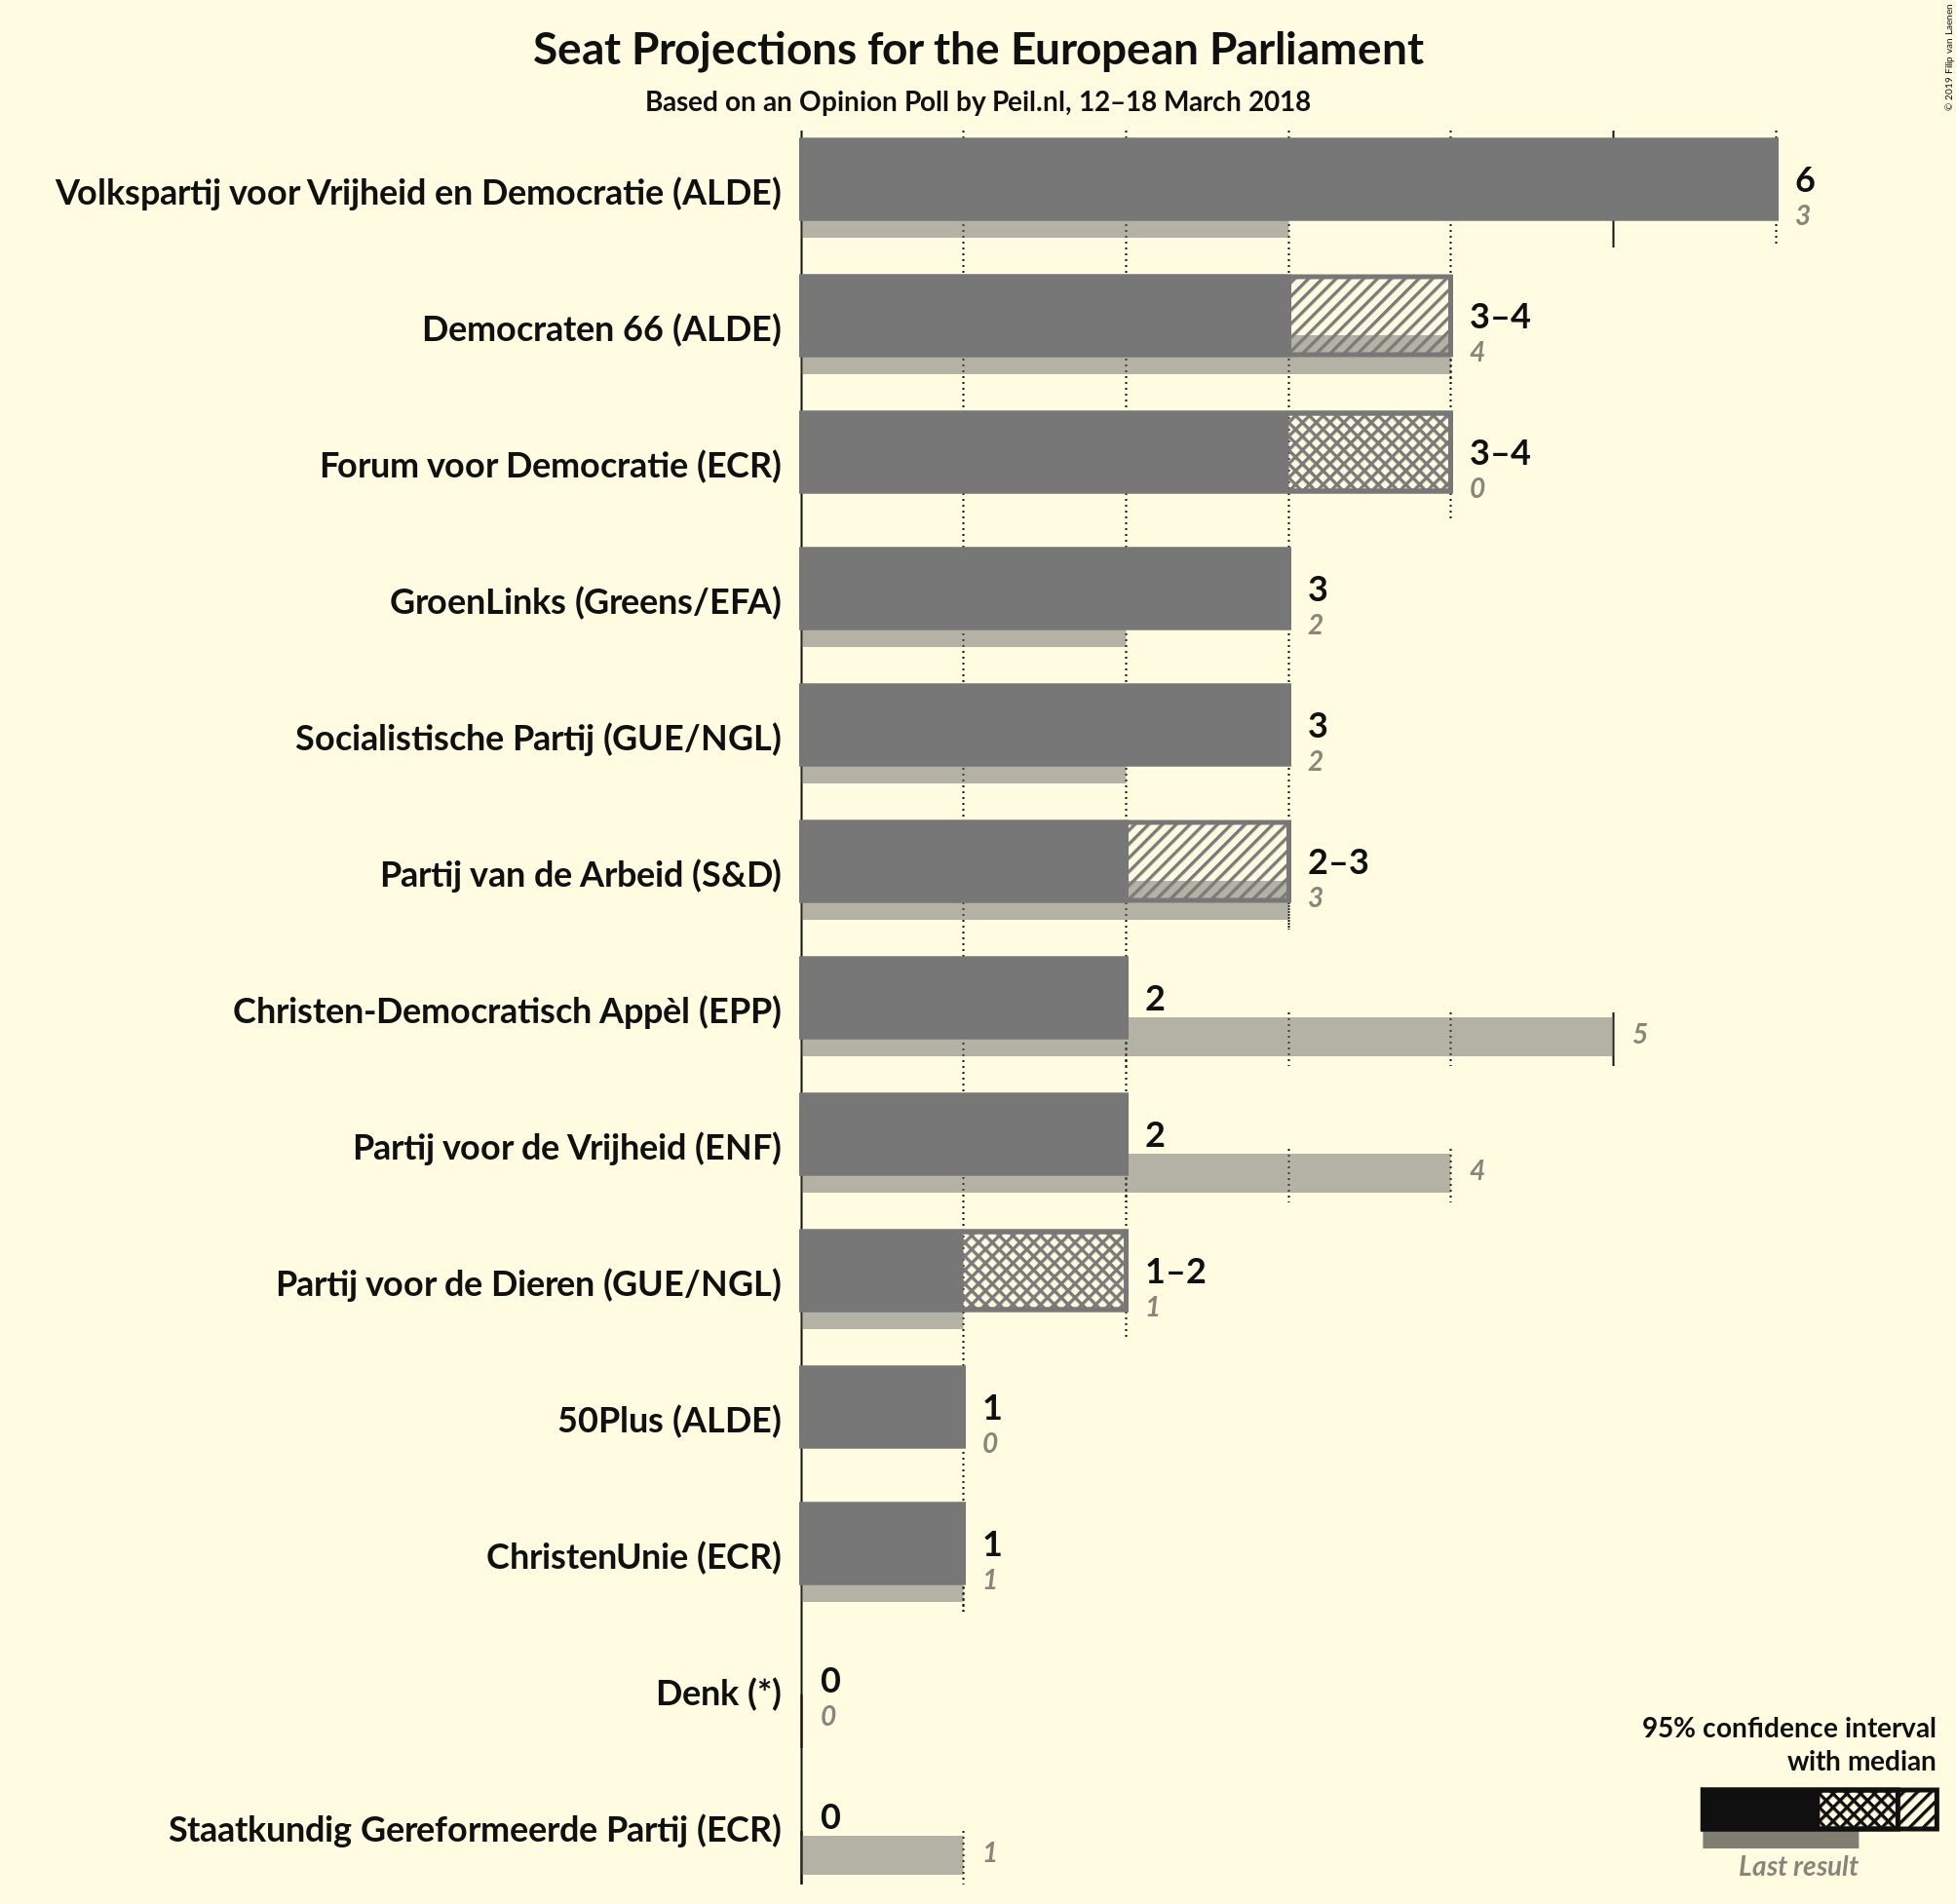 Seat Projections for the European Parliament
Based on an Opinion Poll by Peil.nl, 12–18 March 2018
© 2019 Filip van Laenen
Volkspartij voor Vrijheid en Democratie (ALDE)
6
3
Democraten 66 (ALDE)
3–4
4
Forum voor Democratie (ECR)
3–4
0
GroenLinks (Greens/EFA)
3
2
Socialistische Partij (GUE/NGL)
3
2
Partij van de Arbeid (S&D)
2–3
3
Christen-Democratisch Appèl (EPP)
2
5
Partij voor de Vrijheid (ENF)
2
4
Partij voor de Dieren (GUE/NGL)
1–2
1
50Plus (ALDE)
1
0
ChristenUnie (ECR)
1
1
Denk (*)
0
0
Staatkundig Gereformeerde Partij (ECR)
0
1
95% confidence interval
with median
Last result